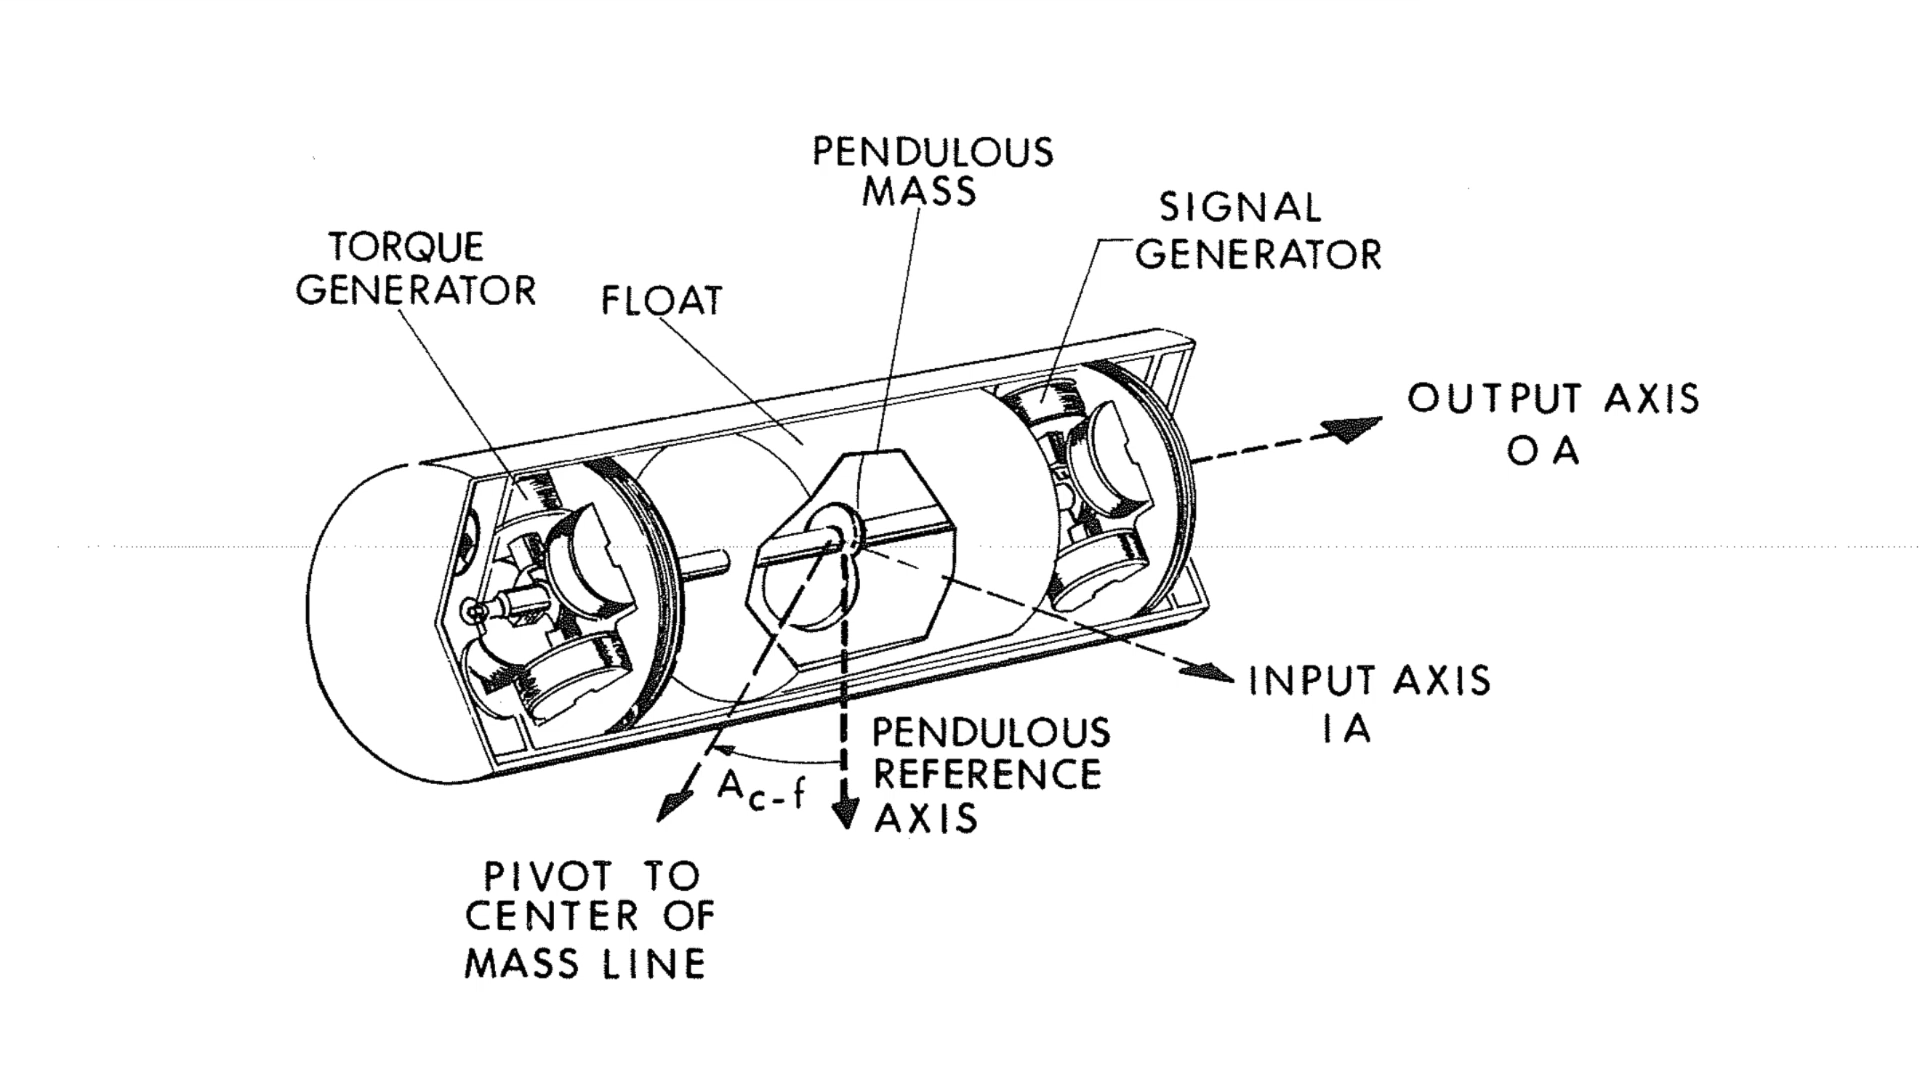 PENDULOUS
MASS
SIGNAL
GENERATOR
TORQUE
GENERATOR
FLOAT
OUTPUT AXIS
OA
INPUT AXIS
IA
PENDULOUS
REFERENCE
AXIS
Ac-f
PIVOT TO
CENTER OF
MASS LINE